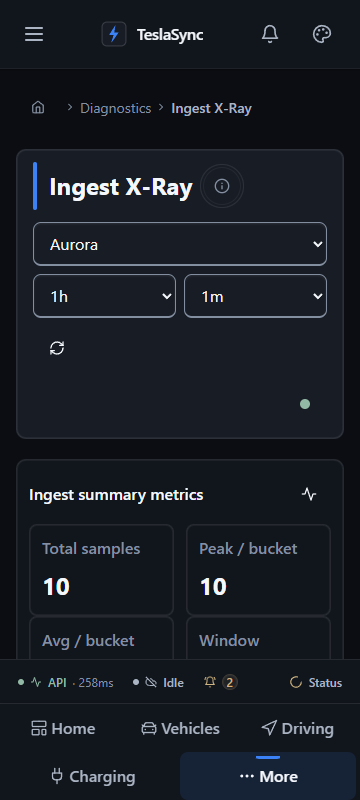 TeslaSync
Diagnostics > Ingest X-Ray
Ingest X-Ray
Aurora
1h 1m
Ingest summary metrics
Total samples Peak / bucket
10 10
Avg / bucket Window
API · 258ms Idle 2 Status
Home Vehicles Driving
Charging More